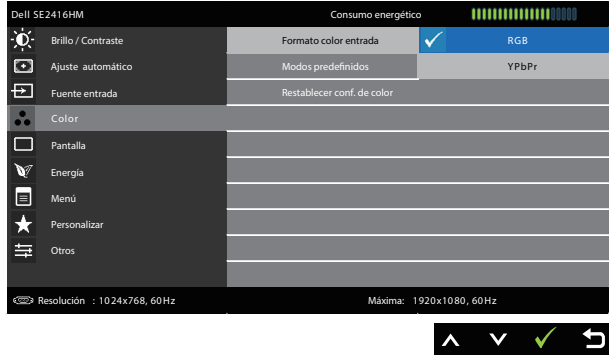 Dell SE2416HM Consumo energético
Brillo / Contraste Formato color entrada RGB
Ajuste automático Modos predefinidos YPbPr
Fuente entrada Restablecer conf. de color
Color
Pantalla
Energía
Menú
Personalizar
Otros
Resolución : 1024x768, 60Hz Máxima: 1920x1080, 60Hz